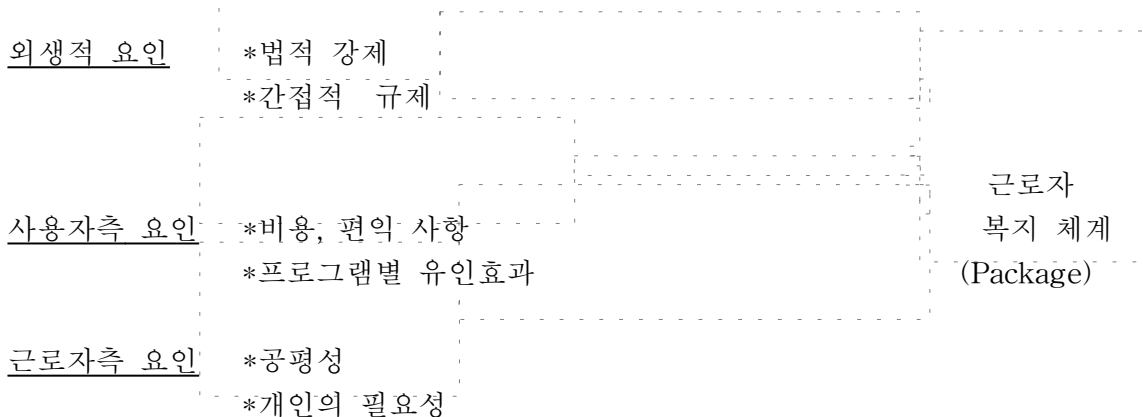 외생적 요인 *법적 강제
*간접적 규제
근로자
사용자측 요인 *비용, 편익 사항 복지 체계
*프로그램별 유인효과 (Package)
근로자측 요인 *공평성
*개인의 필요성